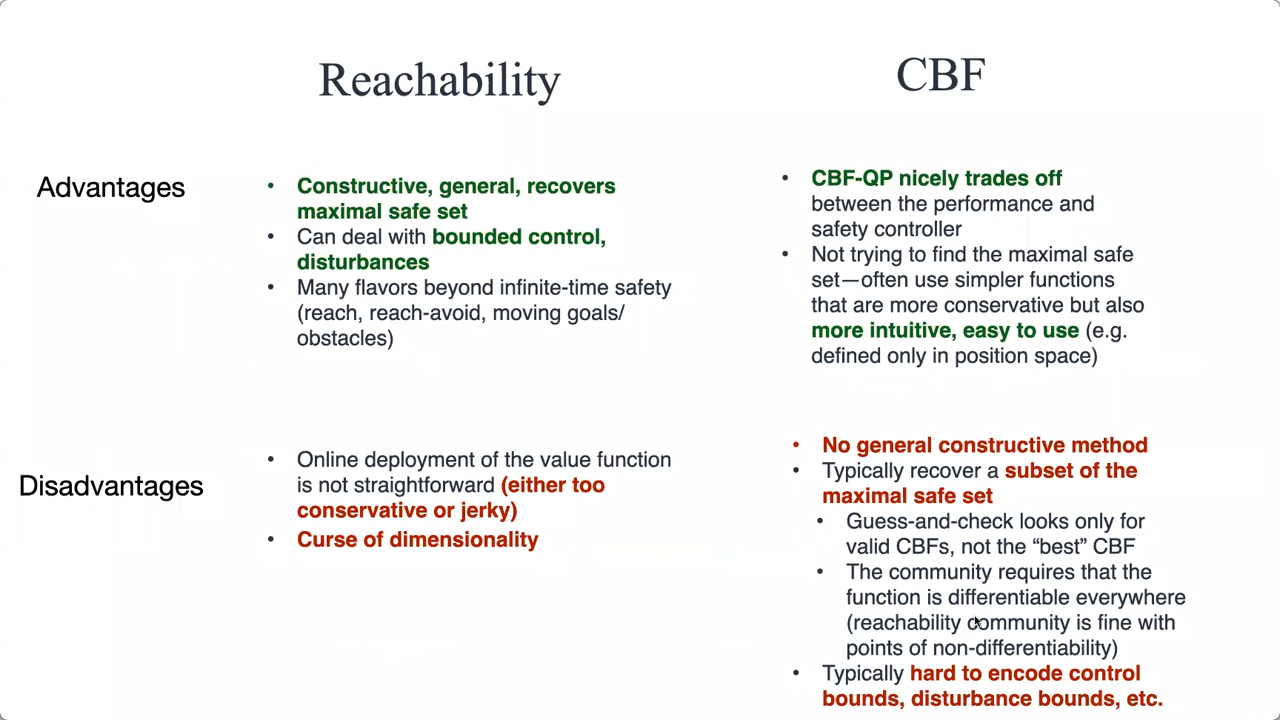 Reachability
CBF
Advantages
• Constructive, general, recovers
maximal safe set
• Can deal with bounded control,
disturbances
• Many flavors beyond infinite-time safety
(reach, reach-avoid, moving goals/
obstacles)
• CBF-QP nicely trades off
between the performance and
safety controller
• Not trying to find the maximal safe
set—often use simpler functions
that are more conservative but also
more intuitive, easy to use (e.g.
defined only in position space)
Disadvantages
• Online deployment of the value function
is not straightforward (either too
conservative or jerky)
• Curse of dimensionality
• No general constructive method
• Typically recover a subset of the
maximal safe set
• Guess-and-check looks only for
valid CBFs, not the “best” CBF
• The community requires that the
function is differentiable everywhere
(reachability community is fine with
points of non-differentiability)
• Typically hard to encode control
bounds, disturbance bounds, etc.